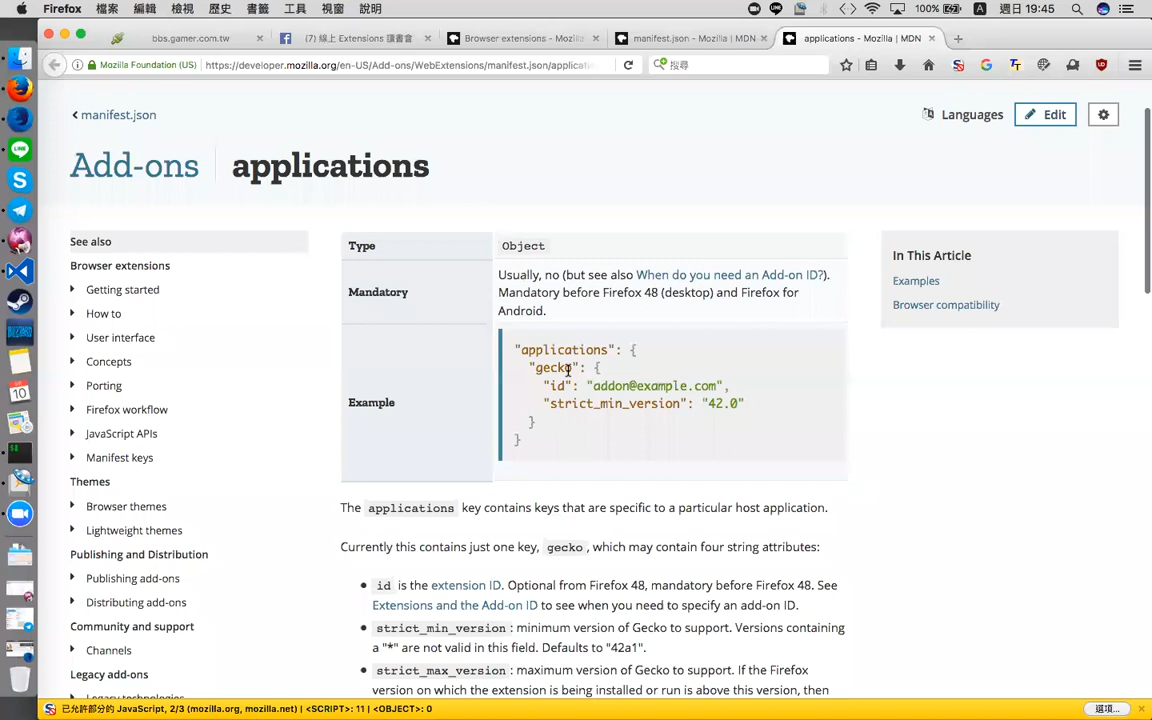 Firefox 檔案 編輯 檢視 歷史 書籤 工具 視窗 說明 100% A 週日 19:45
bbs.gamer.com.tw × (7) 線上 Extensions 讀書會 × Browser extensions - Mozilla × manifest.json - Mozilla | MDN × applications - Mozilla | MDN ×
Mozilla Foundation (US) https://developer.mozilla.org/en-US/Add-ons/WebExtensions/manifest.json/applicati 搜尋
manifest.json
Languages
Edit
Add-ons applications
See also
Browser extensions
Getting started
How to
User interface
Concepts
Porting
Firefox workflow
JavaScript APIs
Manifest keys
Themes
Browser themes
Lightweight themes
Publishing and Distribution
Publishing add-ons
Distributing add-ons
Community and support
Channels
Legacy add-ons
Legacy technologies
Type Object
Mandatory
Usually, no (but see also When do you need an Add-on ID?).
Mandatory before Firefox 48 (desktop) and Firefox for
Android.
Example
"applications": {
"gecko": {
"id": "addon@example.com",
"strict_min_version": "42.0"
}
}
The applications key contains keys that are specific to a particular host application.
Currently this contains just one key, gecko, which may contain four string attributes:
id is the extension ID. Optional from Firefox 48, mandatory before Firefox 48. See
Extensions and the Add-on ID to see when you need to specify an add-on ID.
strict_min_version: minimum version of Gecko to support. Versions containing
a "*" are not valid in this field. Defaults to "42a1".
strict_max_version: maximum version of Gecko to support. If the Firefox
version on which the extension is being installed or run is above this version, then
In This Article
Examples
Browser compatibility
已允許部分的 JavaScript, 2/3 (mozilla.org, mozilla.net) | <SCRIPT>: 11 | <OBJECT>: 0
選項...